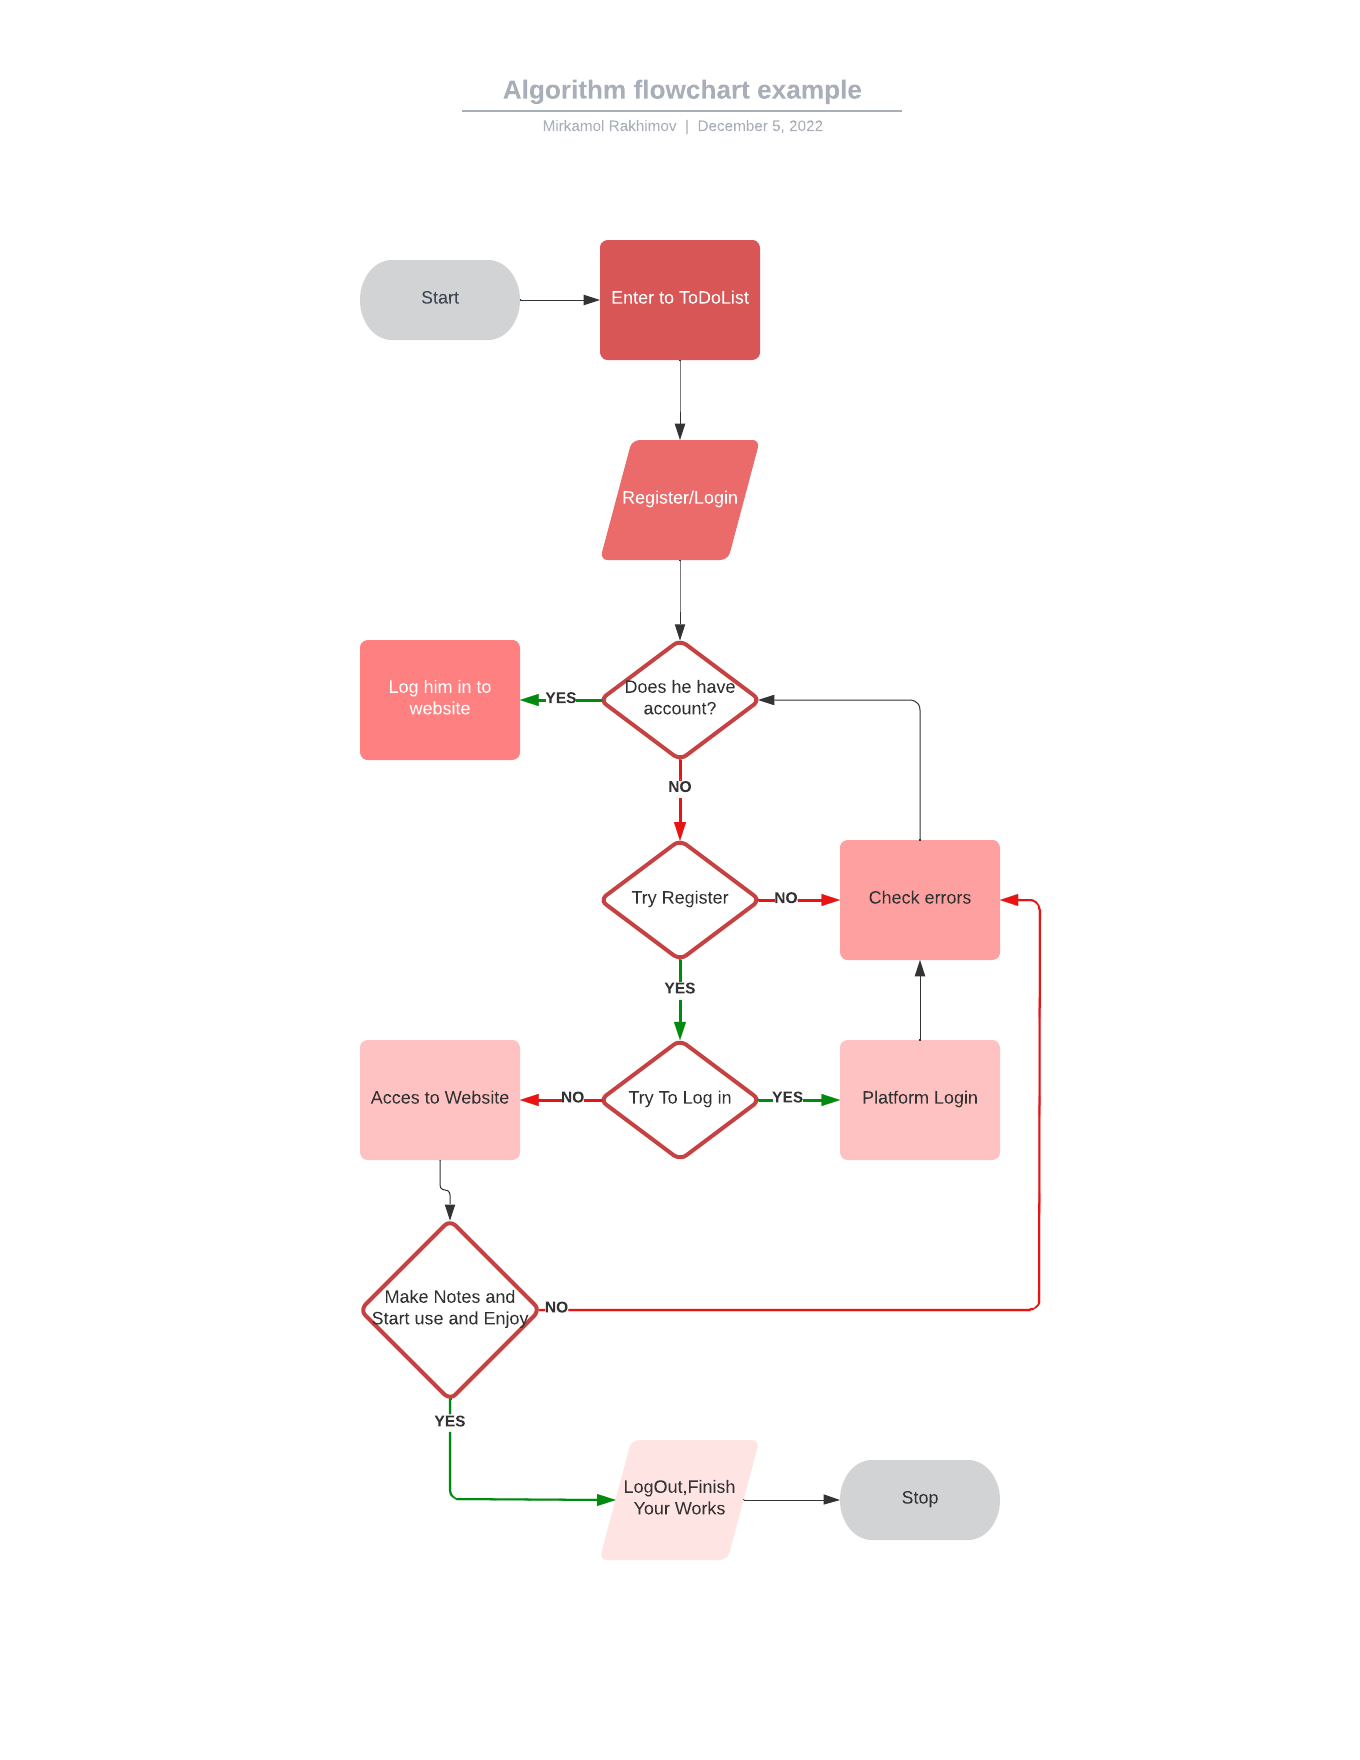 Algorithm flowchart example
Mirkamol Rakhimov | December 5, 2022
Start
Enter to ToDoList
Register/Login
Log him in to
website
YES
Does he have
account?
NO
Try Register
NO
Check errors
YES
Acces to Website
NO
Try To Log in
YES
Platform Login
Make Notes and
Start use and Enjoy
NO
YES
LogOut,Finish
Your Works
Stop